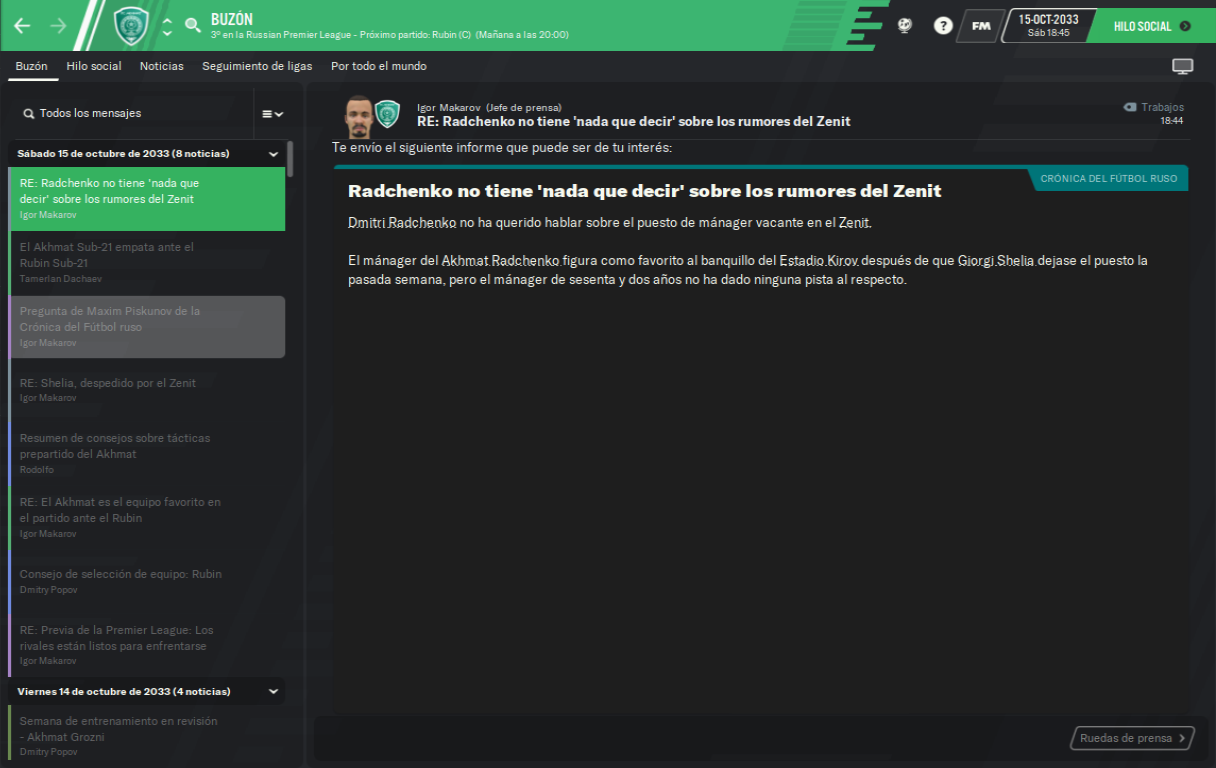 BUZÓN
3º en la Russian Premier League - Próximo partido: Rubin (C) (Mañana a las 20:00)
?
FM
15-OCT-2033
Sáb 18:45
HILO SOCIAL
Buzón
Hilo social
Noticias
Seguimiento de ligas
Por todo el mundo
Todos los mensajes
Sábado 15 de octubre de 2033 (8 noticias)
RE: Radchenko no tiene 'nada que
decir' sobre los rumores del Zenit
Igor Makarov
El Akhmat Sub-21 empata ante el
Rubin Sub-21
Tamerlan Dachaev
Pregunta de Maxim Piskunov de la
Crónica del Fútbol ruso
Igor Makarov
RE: Shelia, despedido por el Zenit
Igor Makarov
Resumen de consejos sobre tácticas
prepartido del Akhmat
Rodolfo
RE: El Akhmat es el equipo favorito en
el partido ante el Rubin
Igor Makarov
Consejo de selección de equipo: Rubin
Dmitry Popov
RE: Previa de la Premier League: Los
rivales están listos para enfrentarse
Igor Makarov
Viernes 14 de octubre de 2033 (4 noticias)
Semana de entrenamiento en revisión
- Akhmat Grozni
Dmitry Popov
Igor Makarov (Jefe de prensa)
RE: Radchenko no tiene 'nada que decir' sobre los rumores del Zenit
Trabajos
18:44
Te envío el siguiente informe que puede ser de tu interés:
CRÓNICA DEL FÚTBOL RUSO
Radchenko no tiene 'nada que decir' sobre los rumores del Zenit
Dmitri Radchenko no ha querido hablar sobre el puesto de mánager vacante en el Zenit.
El mánager del Akhmat Radchenko figura como favorito al banquillo del Estadio Kirov después de que Giorgi Shelia dejase el puesto la
pasada semana, pero el mánager de sesenta y dos años no ha dado ninguna pista al respecto.
Ruedas de prensa